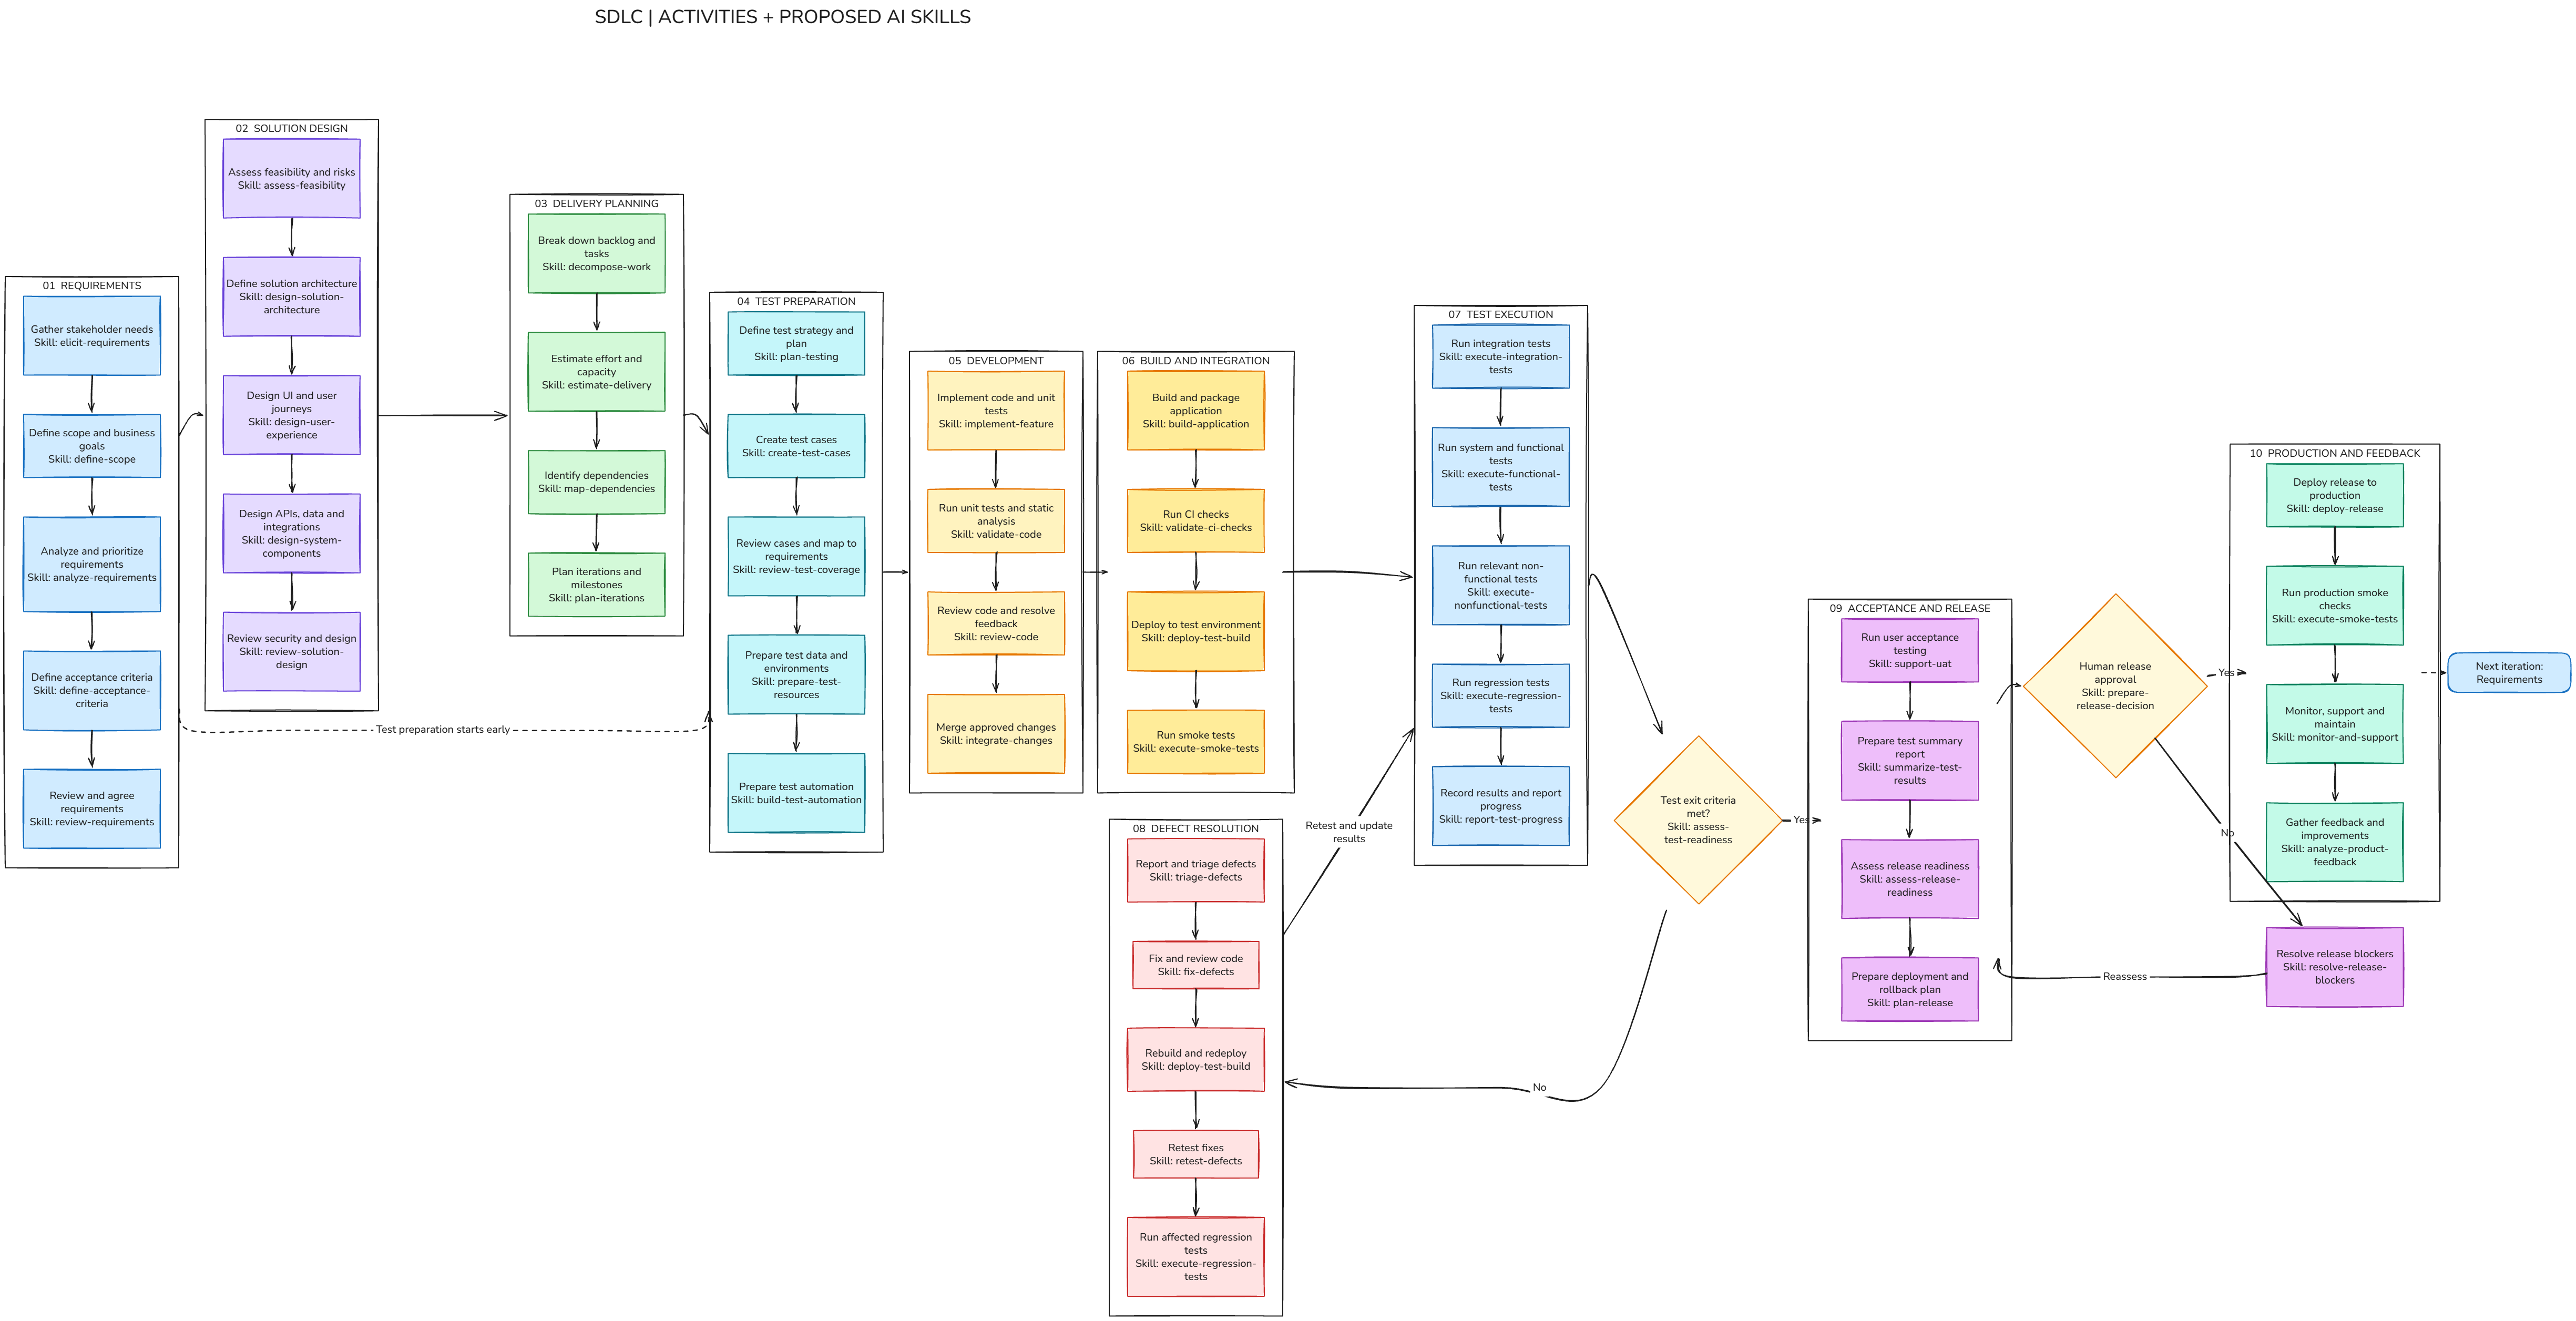 SDLC | ACTIVITIES + PROPOSED AI SKILLS
01 REQUIREMENTS
Gather stakeholder needs
Skill: elicit-requirements
Define scope and business
goals
Skill: define-scope
Analyze and prioritize
requirements
Skill: analyze-requirements
Define acceptance criteria
Skill: define-acceptance-
criteria
Review and agree
requirements
Skill: review-requirements
02 SOLUTION DESIGN
Assess feasibility and risks
Skill: assess-feasibility
Define solution architecture
Skill: design-solution-
architecture
Design UI and user
journeys
Skill: design-user-
experience
Design APIs, data and
integrations
Skill: design-system-
components
Review security and design
Skill: review-solution-
design
Test preparation starts early
03 DELIVERY PLANNING
Break down backlog and
tasks
Skill: decompose-work
Estimate effort and
capacity
Skill: estimate-delivery
Identify dependencies
Skill: map-dependencies
Plan iterations and
milestones
Skill: plan-iterations
04 TEST PREPARATION
Define test strategy and
plan
Skill: plan-testing
Create test cases
Skill: create-test-cases
Review cases and map to
requirements
Skill: review-test-coverage
Prepare test data and
environments
Skill: prepare-test-
resources
Prepare test automation
Skill: build-test-automation
05 DEVELOPMENT
Implement code and unit
tests
Skill: implement-feature
Run unit tests and static
analysis
Skill: validate-code
Review code and resolve
feedback
Skill: review-code
Merge approved changes
Skill: integrate-changes
06 BUILD AND INTEGRATION
Build and package
application
Skill: build-application
Run CI checks
Skill: validate-ci-checks
Deploy to test environment
Skill: deploy-test-build
Run smoke tests
Skill: execute-smoke-tests
08 DEFECT RESOLUTION
Report and triage defects
Skill: triage-defects
Fix and review code
Skill: fix-defects
Rebuild and redeploy
Skill: deploy-test-build
Retest fixes
Skill: retest-defects
Run affected regression
tests
Skill: execute-regression-
tests
Retest and update
results
07 TEST EXECUTION
Run integration tests
Skill: execute-integration-
tests
Run system and functional
tests
Skill: execute-functional-
tests
Run relevant non-
functional tests
Skill: execute-
nonfunctional-tests
Run regression tests
Skill: execute-regression-
tests
Record results and report
progress
Skill: report-test-progress
No
Test exit criteria
met?
Skill: assess-
test-readiness
Yes
09 ACCEPTANCE AND RELEASE
Run user acceptance
testing
Skill: support-uat
Prepare test summary
report
Skill: summarize-test-
results
Assess release readiness
Skill: assess-release-
readiness
Prepare deployment and
rollback plan
Skill: plan-release
Human release
approval
Skill: prepare-
release-decision
Yes
No
Reassess
10 PRODUCTION AND FEEDBACK
Deploy release to
production
Skill: deploy-release
Run production smoke
checks
Skill: execute-smoke-tests
Monitor, support and
maintain
Skill: monitor-and-support
Gather feedback and
improvements
Skill: analyze-product-
feedback
Resolve release blockers
Skill: resolve-release-
blockers
Next iteration:
Requirements